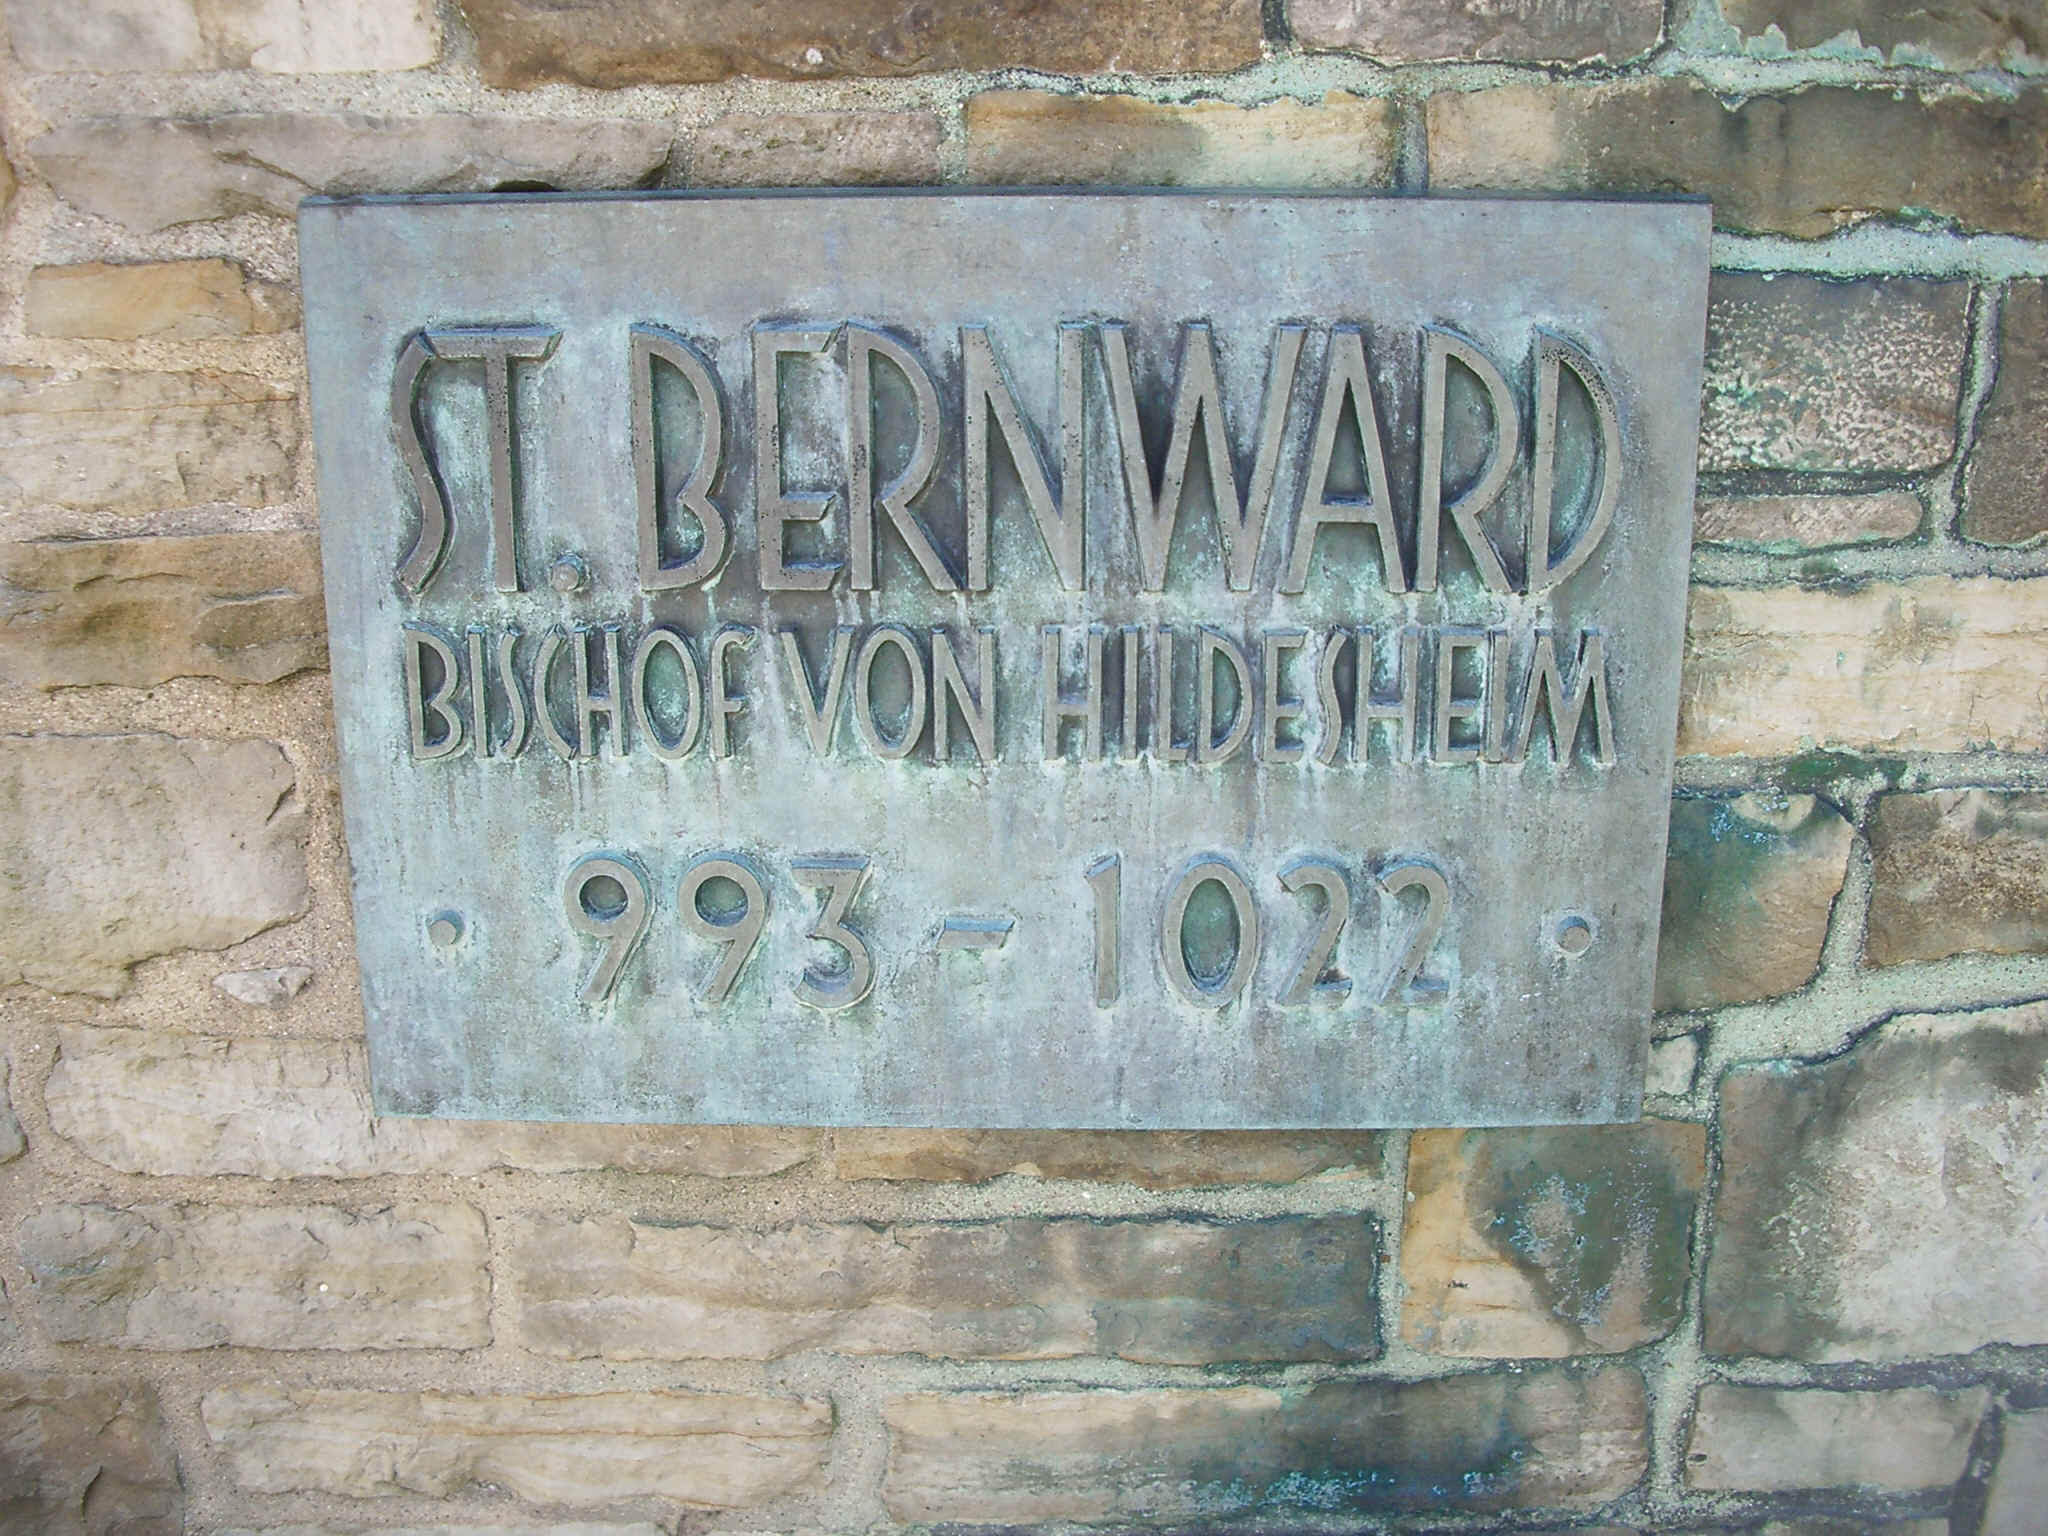 ST. BERNWARD
BISCHOF VON HILDESHEIM
· 993 - 1022 ·